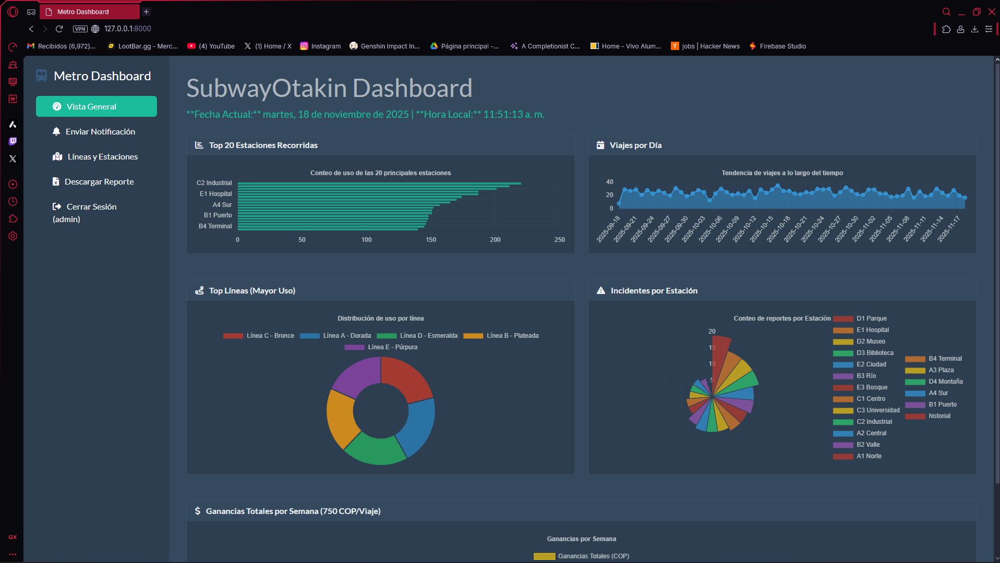 Metro Dashboard
+
VPN 127.0.0.1:8000
Recibidos (6,972)... LootBar.gg - Merc... (4) YouTube (1) Home / X Instagram Genshin Impact In... Página principal -... A Completionist C... Home - Vivo Alum... Y jobs | Hacker News Firebase Studio
Metro Dashboard
Vista General
Enviar Notificación
Líneas y Estaciones
Descargar Reporte
Cerrar Sesión
(admin)
GX
SubwayOtakin Dashboard
**Fecha Actual:** martes, 18 de noviembre de 2025 | **Hora Local:** 11:51:13 a. m.
Top 20 Estaciones Recorridas
Conteo de uso de las 20 principales estaciones
C2 Industrial
E1 Hospital
A4 Sur
B1 Puerto
B4 Terminal
0 50 100 150 200 250
Viajes por Día
Tendencia de viajes a lo largo del tiempo
40
20
0
2025-09-18 2025-09-21 2025-09-24 2025-09-27 2025-09-30 2025-10-03 2025-10-06 2025-10-09 2025-10-12 2025-10-15 2025-10-18 2025-10-21 2025-10-24 2025-10-27 2025-10-30 2025-11-02 2025-11-05 2025-11-08 2025-11-11 2025-11-14 2025-11-17
Top Líneas (Mayor Uso)
Distribución de uso por línea
Línea C - Bronce Línea A - Dorada Línea D - Esmeralda Línea B - Plateada
Línea E - Púrpura
Incidentes por Estación
Conteo de reportes por Estación
20
15
10
5
D1 Parque
E1 Hospital
D2 Museo
D3 Biblioteca
E2 Ciudad
B3 Río
E3 Bosque
C1 Centro
C3 Universidad
C2 Industrial
A2 Central
B2 Valle
A1 Norte
B4 Terminal
A3 Plaza
D4 Montaña
A4 Sur
B1 Puerto
historial
$ Ganancias Totales por Semana (750 COP/Viaje)
Ganancias por Semana
Ganancias Totales (COP)